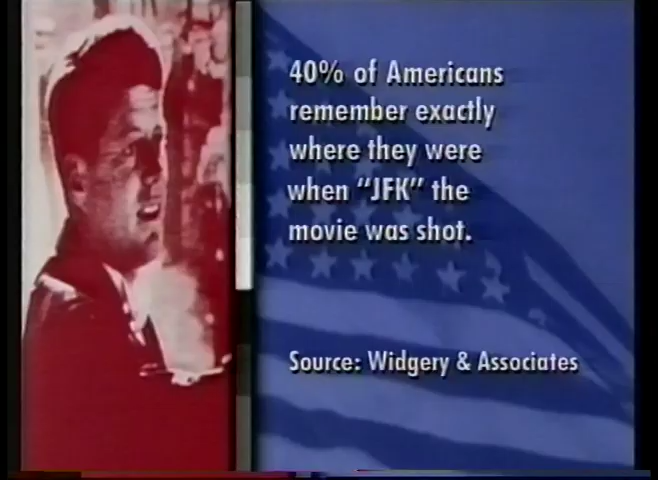 40% of Americans
remember exactly
where they were
when “JFK” the
movie was shot.
Source: Widgery & Associates